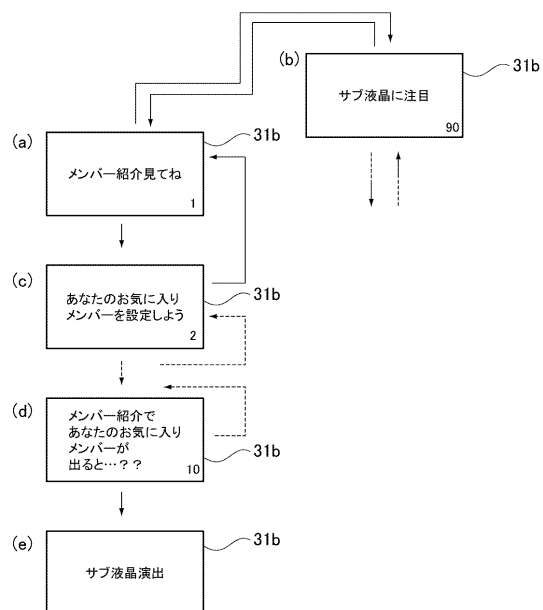 (b)
31b
サブ液晶に注目
90
(a)
31b
メンバー紹介見てね
1
(c)
31b
あなたのお気に入り
メンバーを設定しよう
2
(d)
メンバー紹介で
あなたのお気に入り
メンバーが
出ると…？？
10
31b
(e)
31b
サブ液晶演出